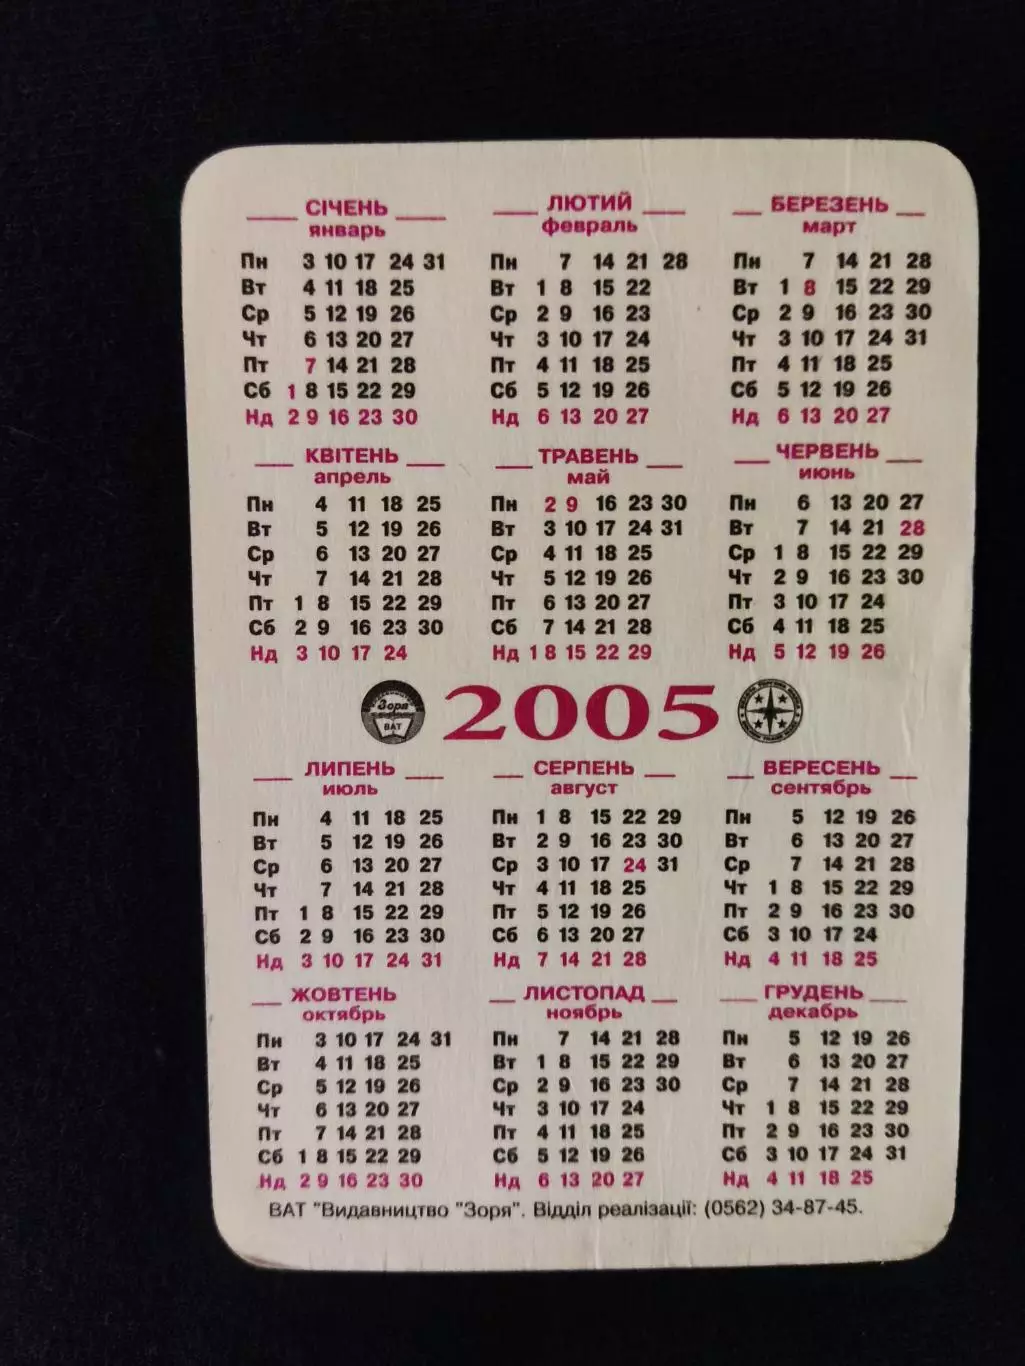 СІЧЕНЬ
январь
Пн 3 10 17 24 31
Вт 4 11 18 25
Ср 5 12 19 26
Чт 6 13 20 27
Пт 7 14 21 28
Сб 1 8 15 22 29
Нд 2 9 16 23 30
ЛЮТИЙ
февраль
Пн 7 14 21 28
Вт 1 8 15 22
Ср 2 9 16 23
Чт 3 10 17 24
Пт 4 11 18 25
Сб 5 12 19 26
Нд 6 13 20 27
БЕРЕЗЕНЬ
март
Пн 7 14 21 28
Вт 1 8 15 22 29
Ср 2 9 16 23 30
Чт 3 10 17 24 31
Пт 4 11 18 25
Сб 5 12 19 26
Нд 6 13 20 27
КВІТЕНЬ
апрель
Пн 4 11 18 25
Вт 5 12 19 26
Ср 6 13 20 27
Чт 7 14 21 28
Пт 1 8 15 22 29
Сб 2 9 16 23 30
Нд 3 10 17 24
ТРАВЕНЬ
май
Пн 2 9 16 23 30
Вт 3 10 17 24 31
Ср 4 11 18 25
Чт 5 12 19 26
Пт 6 13 20 27
Сб 7 14 21 28
Нд 1 8 15 22 29
ЧЕРВЕНЬ
июнь
Пн 6 13 20 27
Вт 7 14 21 28
Ср 1 8 15 22 29
Чт 2 9 16 23 30
Пт 3 10 17 24
Сб 4 11 18 25
Нд 5 12 19 26
Зоря
ВАТ
2005
ЛИПЕНЬ
июль
Пн 4 11 18 25
Вт 5 12 19 26
Ср 6 13 20 27
Чт 7 14 21 28
Пт 1 8 15 22 29
Сб 2 9 16 23 30
Нд 3 10 17 24 31
СЕРПЕНЬ
август
Пн 1 8 15 22 29
Вт 2 9 16 23 30
Ср 3 10 17 24 31
Чт 4 11 18 25
Пт 5 12 19 26
Сб 6 13 20 27
Нд 7 14 21 28
ВЕРЕСЕНЬ
сентябрь
Пн 5 12 19 26
Вт 6 13 20 27
Ср 7 14 21 28
Чт 1 8 15 22 29
Пт 2 9 16 23 30
Сб 3 10 17 24
Нд 4 11 18 25
ЖОВТЕНЬ
октябрь
Пн 3 10 17 24 31
Вт 4 11 18 25
Ср 5 12 19 26
Чт 6 13 20 27
Пт 7 14 21 28
Сб 1 8 15 22 29
Нд 2 9 16 23 30
ЛИСТОПАД
ноябрь
Пн 7 14 21 28
Вт 1 8 15 22 29
Ср 2 9 16 23 30
Чт 3 10 17 24
Пт 4 11 18 25
Сб 5 12 19 26
Нд 6 13 20 27
ГРУДЕНЬ
декабрь
Пн 5 12 19 26
Вт 6 13 20 27
Ср 7 14 21 28
Чт 1 8 15 22 29
Пт 2 9 16 23 30
Сб 3 10 17 24 31
Нд 4 11 18 25
ВАТ "Видавництво "Зоря". Відділ реалізації: (0562) 34-87-45.